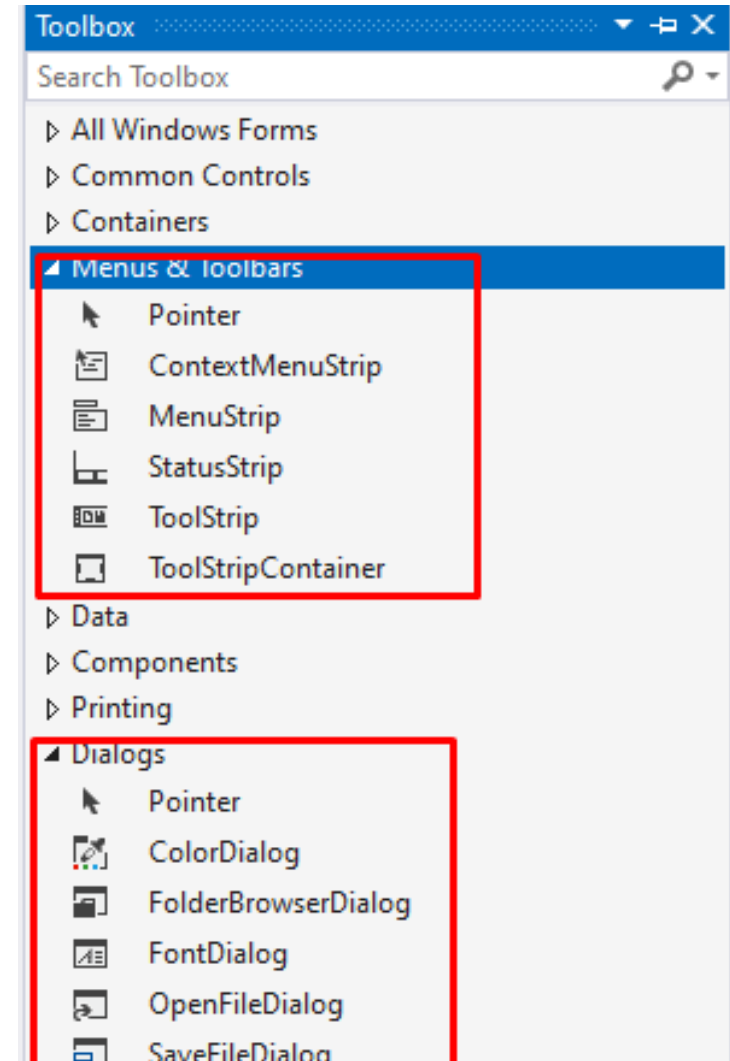 Toolbox
Search Toolbox
All Windows Forms
Common Controls
Containers
Menus & Toolbars
Pointer
ContextMenuStrip
MenuStrip
StatusStrip
ToolStrip
ToolStripContainer
Data
Components
Printing
Dialogs
Pointer
ColorDialog
FolderBrowserDialog
FontDialog
OpenFileDialog
SaveFileDialog